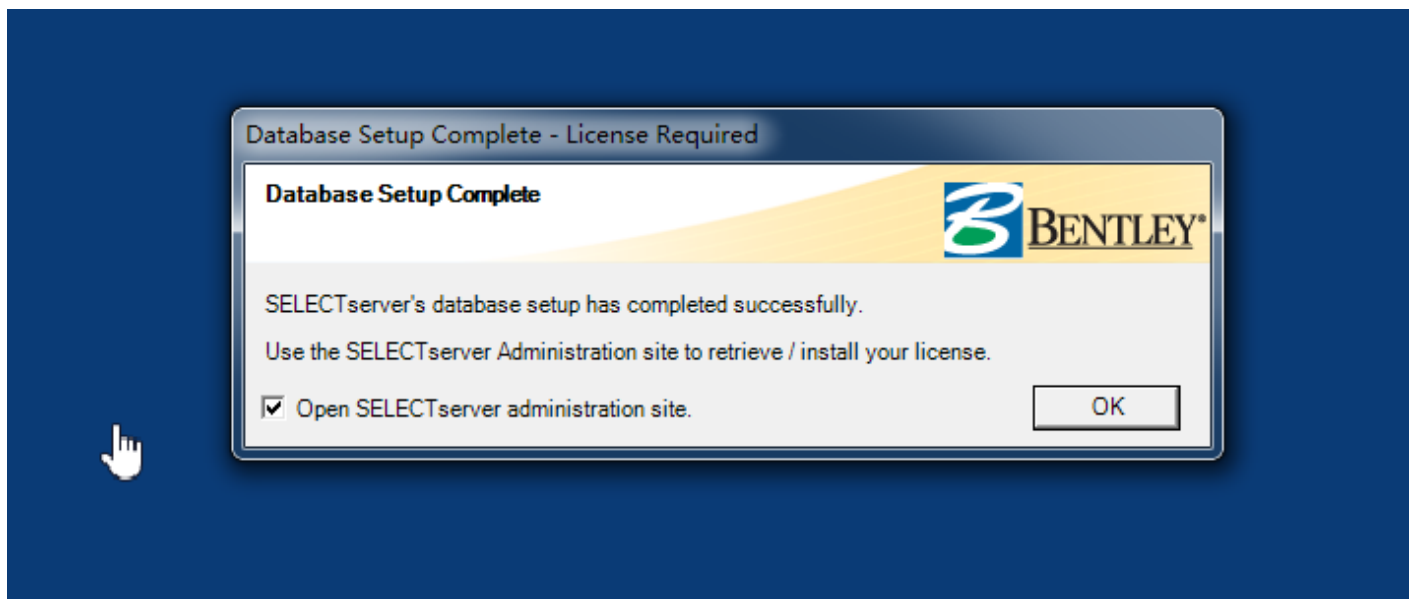 Database Setup Complete - License Required
Database Setup Complete
BENTLEY®
SELECTserver's database setup has completed successfully.
Use the SELECTserver Administration site to retrieve / install your license.
Open SELECTserver administration site.
OK